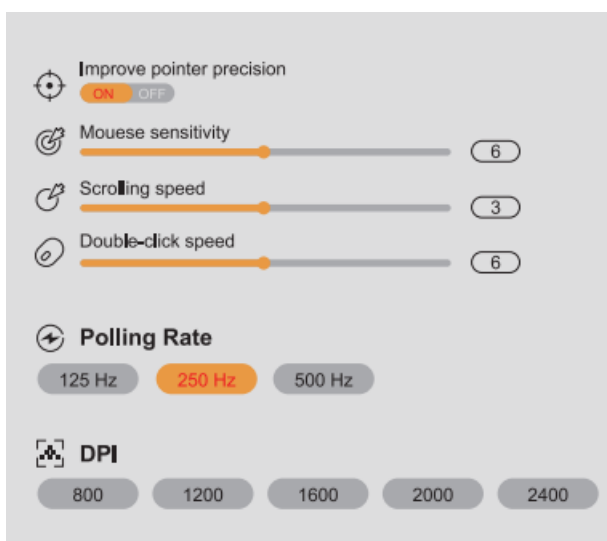 Improve pointer precision
ON OFF
Mouese sensitivity
6
Scrolling speed
3
Double-click speed
6
Polling Rate
125 Hz 250 Hz 500 Hz
DPI
800 1200 1600 2000 2400